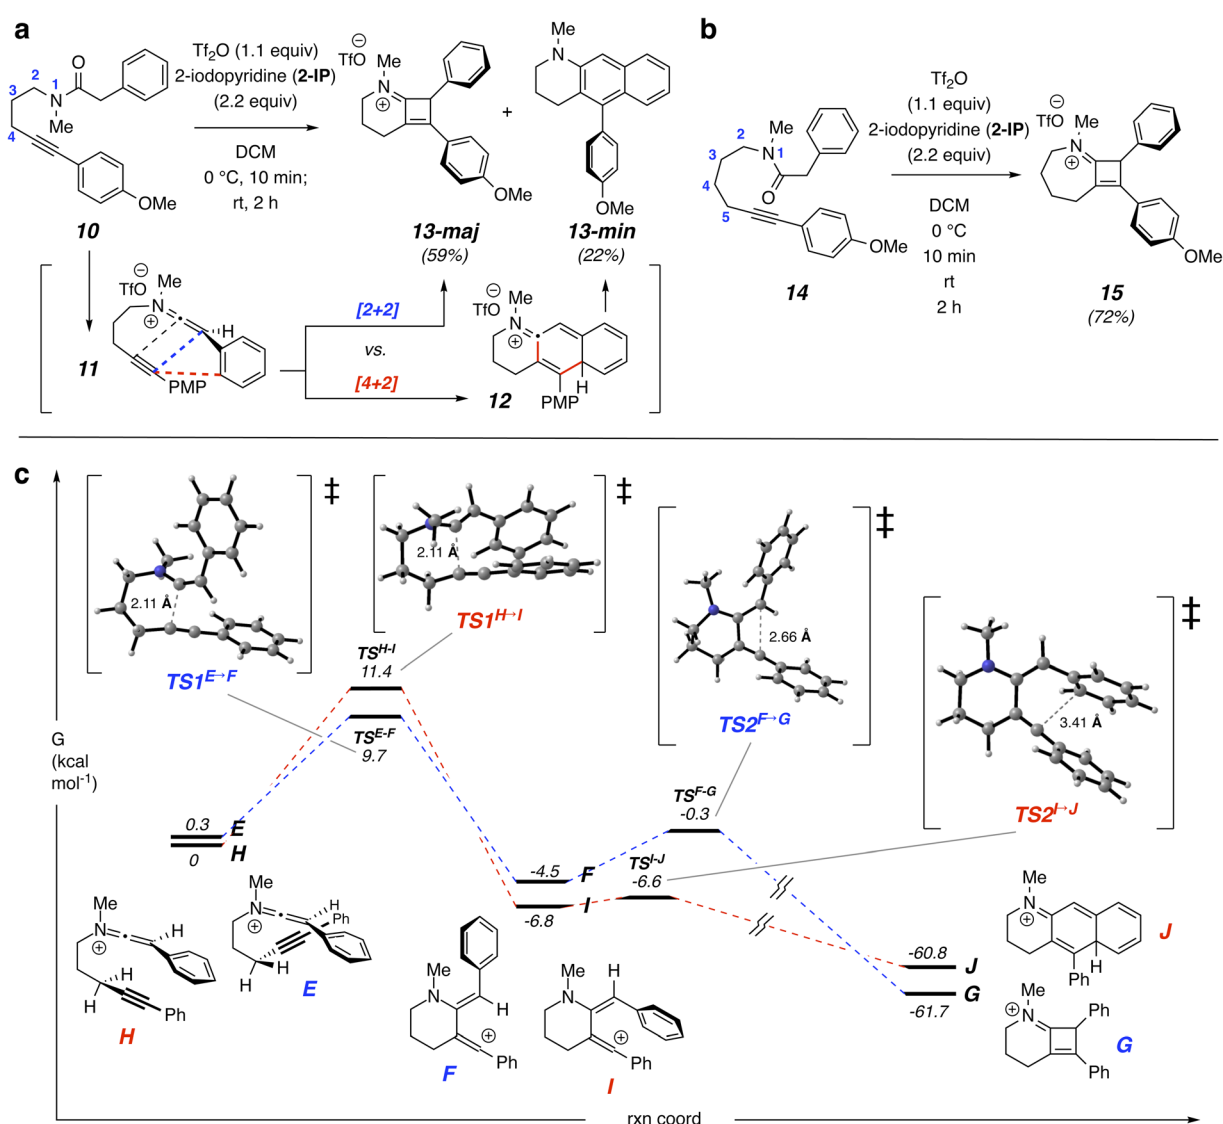 a
Tf₂O (1.1 equiv)
2-iodopyridine (2-IP)
(2.2 equiv)
DCM
0 °C, 10 min;
rt, 2 h
1
2
3
4
N
Me
O
OMe
10
TfO
⊖
Me
N
⊕
OMe
13-maj
(59%)
+
Me
N
OMe
13-min
(22%)
TfO
⊖
Me
N
⊕
H
PMP
11
[2+2]
vs.
[4+2]
TfO
⊖
Me
N
⊕
H
PMP
12
b
1
2
3
4
5
Me
N
O
OMe
14
Tf₂O
(1.1 equiv)
2-iodopyridine (2-IP)
(2.2 equiv)
DCM
0 °C
10 min
rt
2 h
TfO
⊖
Me
N
⊕
OMe
15
(72%)
c
G
(kcal
mol⁻¹)
2.11 Å
‡
TS1ᴱ→ꟳ
2.11 Å
‡
TS1ᴴ→ᴵ
2.66 Å
‡
TS2ꟳ→ᴳ
3.41 Å
‡
TS2ᴵ→ᴶ
TSᴴ⁻ᴵ
11.4
TSᴱ⁻ꟳ
9.7
0.3 E
0 H
-4.5 F
-6.8 I
TSꟳ⁻ᴳ
-0.3
TSᴵ⁻ᴶ
-6.6
-60.8 J
-61.7 G
Me
N
⊕
H
H
H
Ph
H
Me
N
⊕
H
Ph
H
H
E
Me
N
H
⊕
Ph
F
Me
N
H
⊕
Ph
I
Me
N
⊕
H
Ph
J
Me
N
⊕
Ph
Ph
G
rxn coord